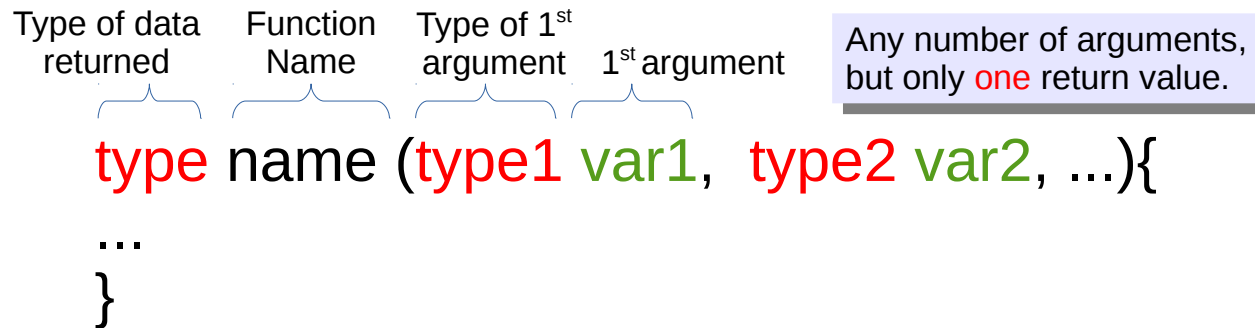 Type of data
returned
Function
Name
Type of 1st
argument
1st argument
Any number of arguments,
but only one return value.
type name (type1 var1, type2 var2, ...){
...
}